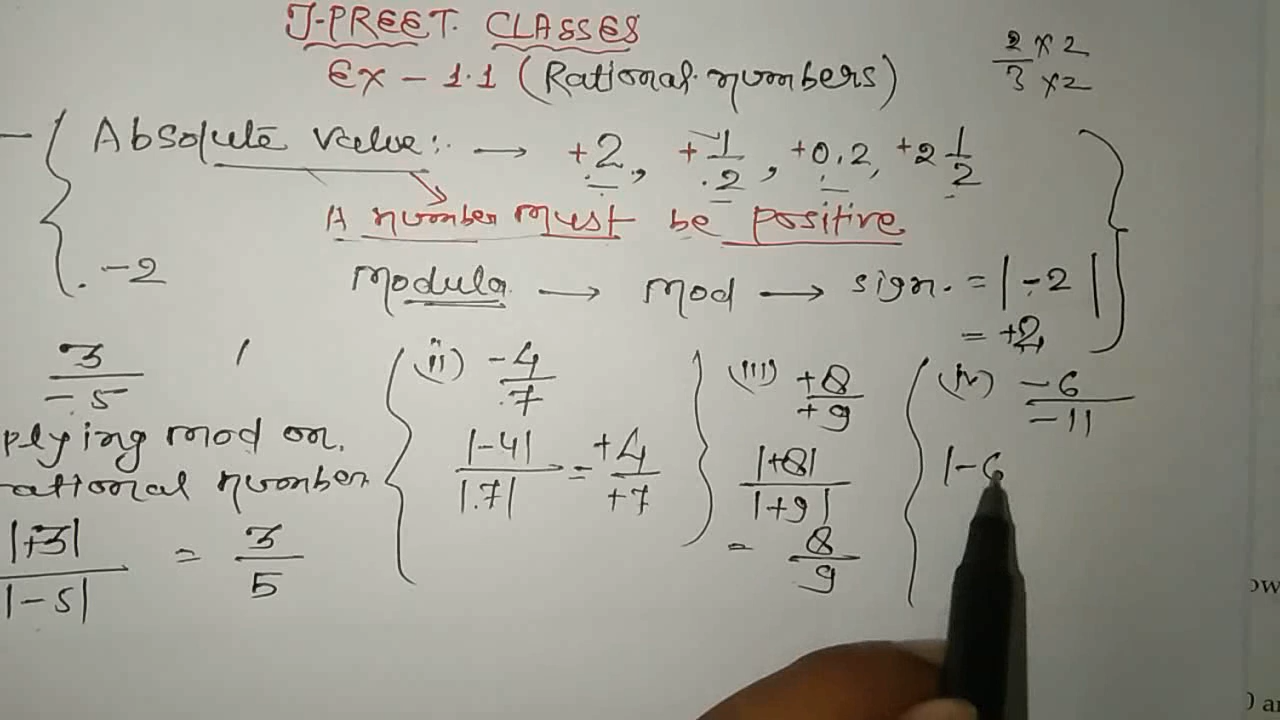 J-PREET CLASSES
Ex - 1.1 (Rational numbers)
2 × 2
3 × 2
Absolute value :- → +2, +1/2, +0.2, +2 1/2
A number must be positive
-2
Modula → Mod → sign. = |-2|
= +2
3/-5
plying mod on
rational number
|+3|/|-5| = 3/5
(ii) -4/7
|-4|/|7| = +4/+7
(iii) +8/+9
|+8|/|+9|
= 8/9
(iv) -6/-11
|-6